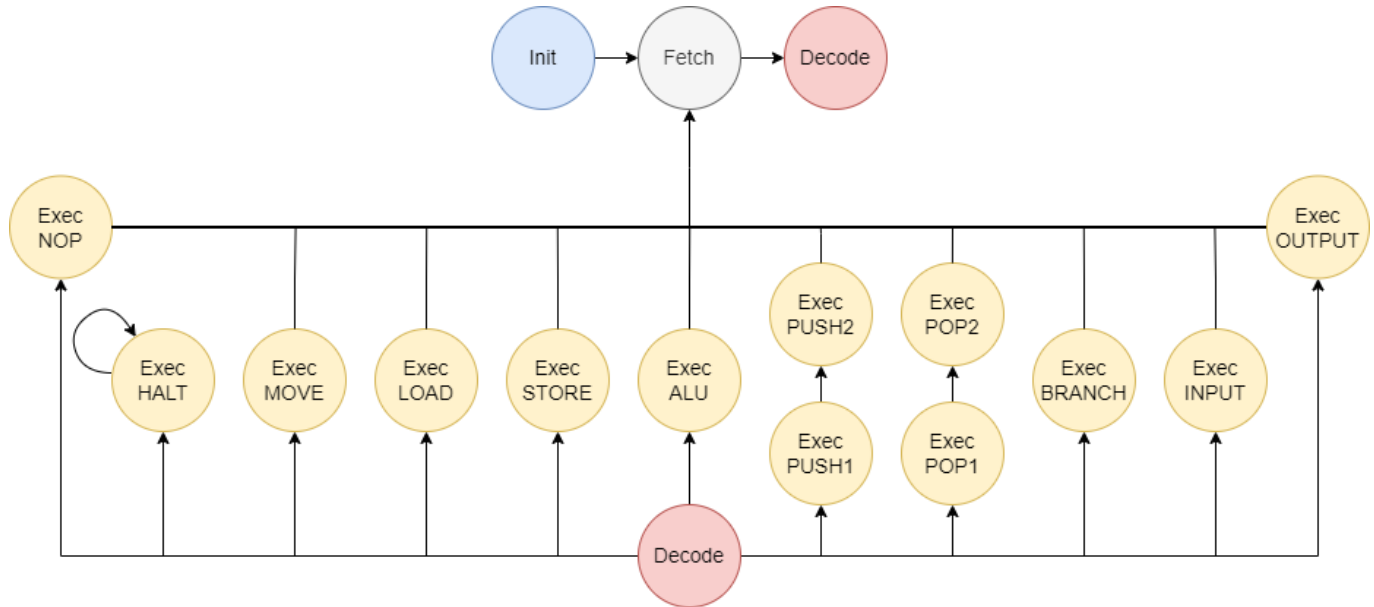 Init
Fetch
Decode
Exec
NOP
Exec
OUTPUT
Exec
PUSH2
Exec
POP2
Exec
HALT
Exec
MOVE
Exec
LOAD
Exec
STORE
Exec
ALU
Exec
BRANCH
Exec
INPUT
Exec
PUSH1
Exec
POP1
Decode